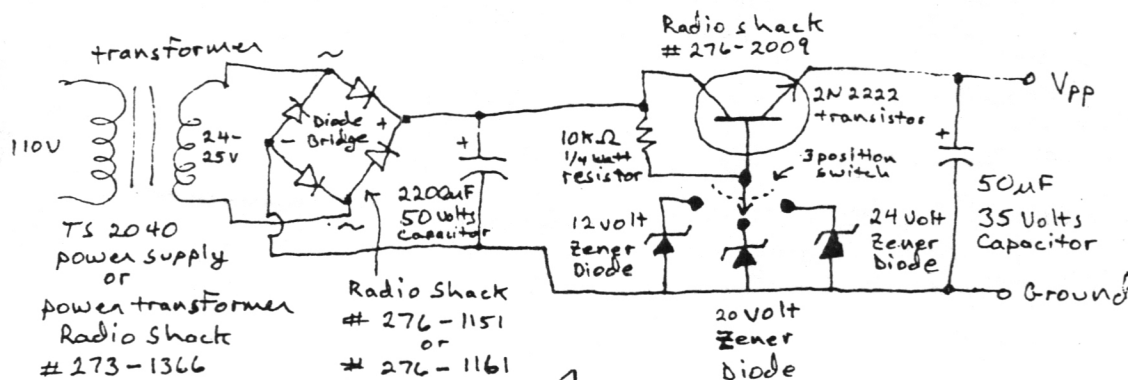 transformer
110V
24-
25V
TS 2040
power supply
or
power transformer
Radio Shack
# 273-1366
~
Diode
Bridge
-
+
~
+
2200uF
50 volts
Capacitor
Radio Shack
# 276-1151
or
# 276-1161
Radio shack
# 276-2009
2N2222
transistor
10KΩ
1/4 watt
resistor
3 position
switch
12 volt
Zener
Diode
20 Volt
Zener
Diode
24 Volt
Zener
Diode
+
50uF
35 Volts
Capacitor
Vpp
Ground